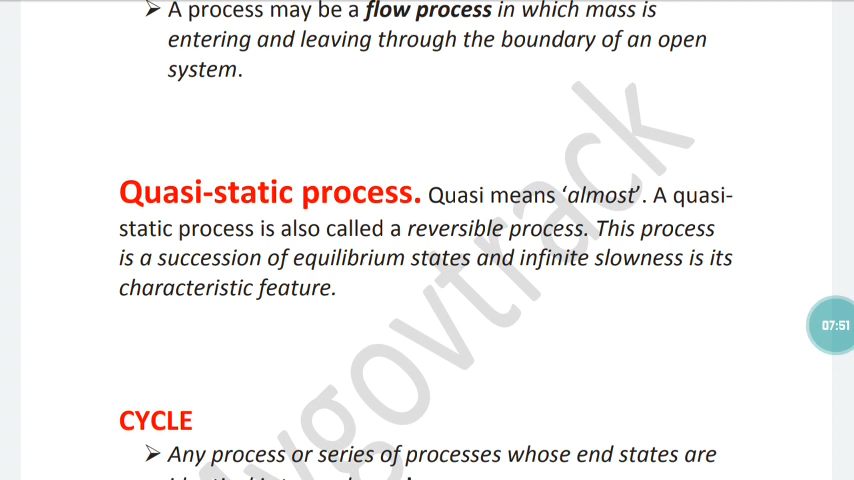 ➢ A process may be a flow process in which mass is
entering and leaving through the boundary of an open
system.
Quasi-static process. Quasi means ‘almost’. A quasi-
static process is also called a reversible process. This process
is a succession of equilibrium states and infinite slowness is its
characteristic feature.
07:51
CYCLE
➢ Any process or series of processes whose end states are
Mygovtrack